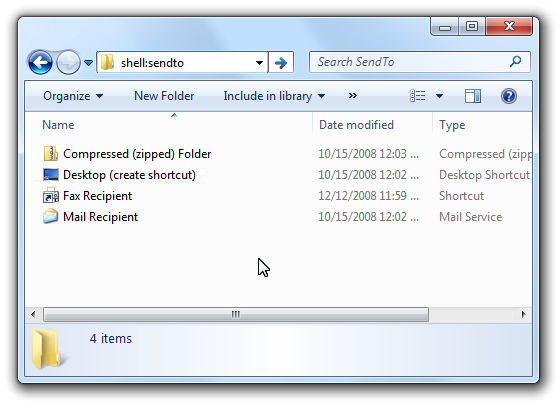 shell:sendto Search SendTo
Organize New Folder Include in library »
Name Date modified Type
Compressed (zipped) Folder 10/15/2008 12:03 ... Compressed (zipp
Desktop (create shortcut) 10/15/2008 12:02 ... Desktop Shortcut
Fax Recipient 12/12/2008 11:59 ... Shortcut
Mail Recipient 10/15/2008 12:02 ... Mail Service
4 items